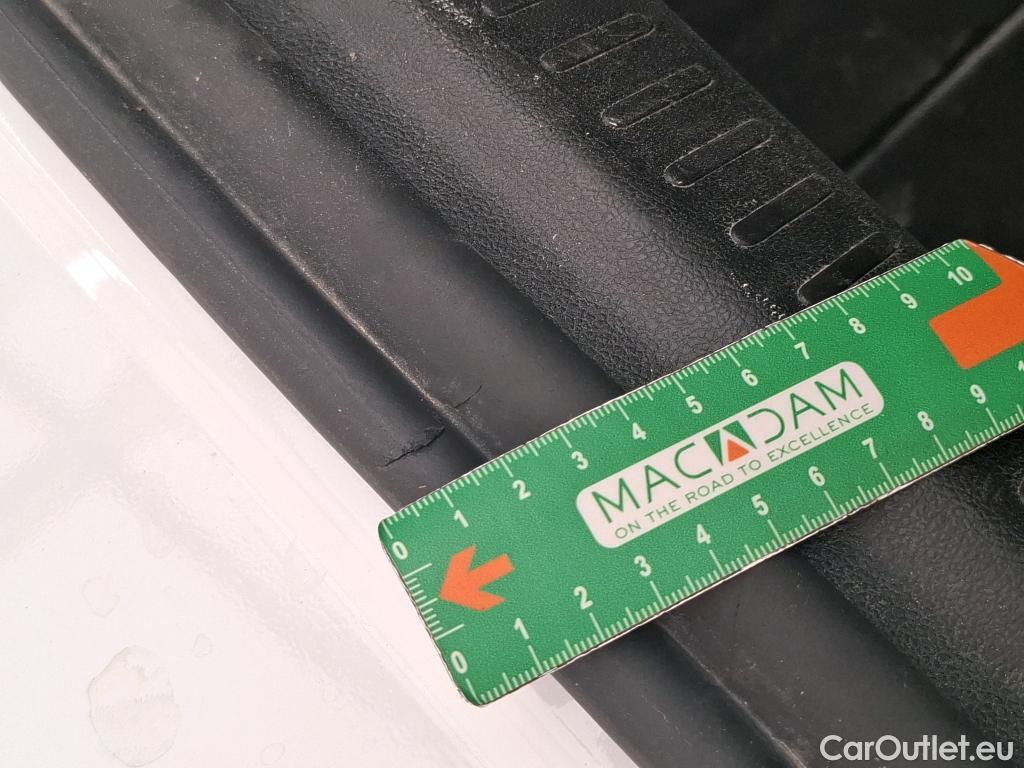 0 1 2 3 4 5 6 7 8 9 10
MACADAM
ON THE ROAD TO EXCELLENCE
0 1 2 3 4 5 6 7 8 9
CarOutlet.eu